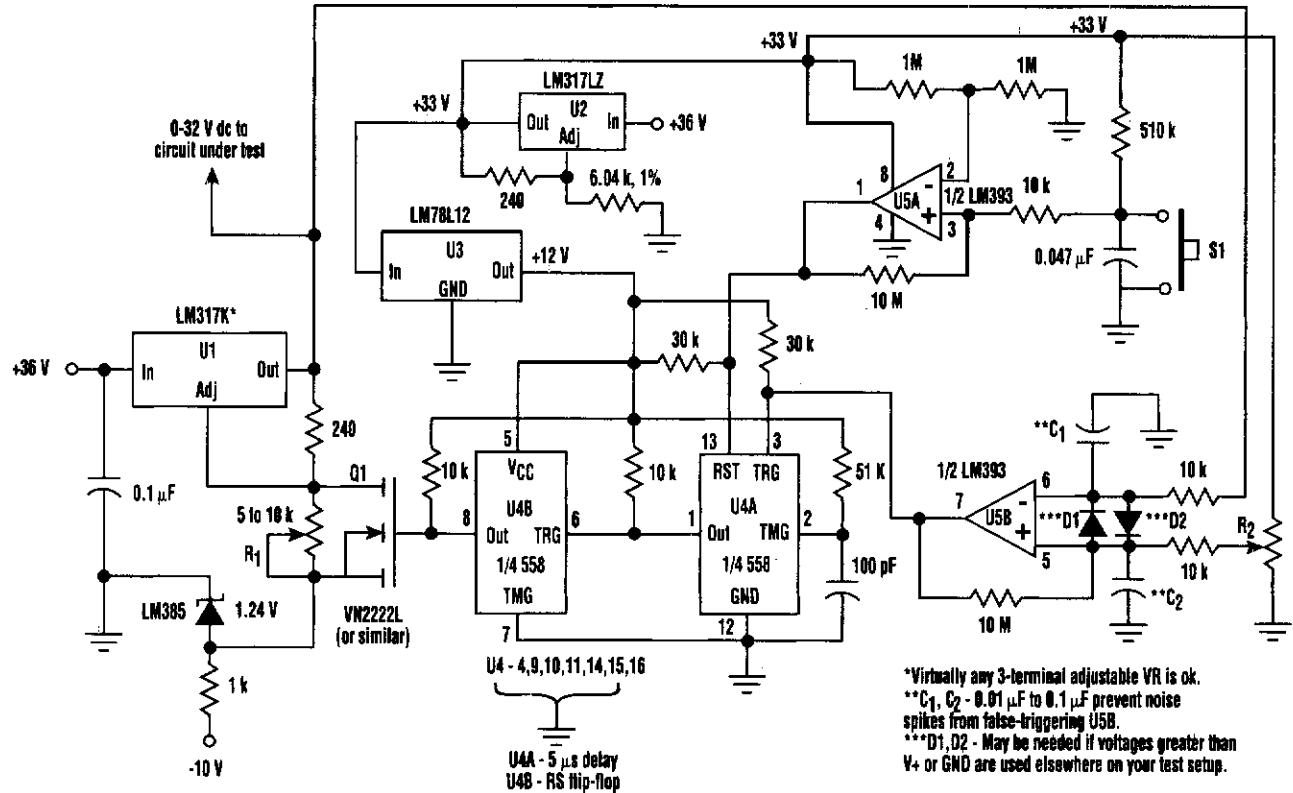 +33 V
+33 V
1M
1M
LM317LZ
U2
Out
In
Adj
+33 V
+36 V
0-32 V dc to
circuit under test
510 k
240
6.04 k, 1%
8
2
1
U5A
-
+
1/2 LM393
4
3
10 k
LM78L12
U3
In
Out
GND
+12 V
0.047 µF
S1
10 M
LM317K*
U1
In
Out
Adj
+36 V
30 k
30 k
240
**C1
5
13
3
10 k
VCC
10 k
RST
TRG
51 K
1/2 LM393
6
10 k
Q1
0.1 µF
5 to 10 k
R1
U4B
U4A
8
Out
TRG
6
1
Out
TMG
2
7
U5B
-
+
***D1
***D2
R2
5
10 k
1/4 558
1/4 558
TMG
GND
100 pF
**C2
LM385
1.24 V
VN2222L
(or similar)
7
12
10 M
1 k
-10 V
U4 - 4,9,10,11,14,15,16
U4A - 5 µs delay
U4B - RS flip-flop
*Virtually any 3-terminal adjustable VR is ok.
**C1, C2 - 0.01 µF to 0.1 µF prevent noise
spikes from false-triggering U5B.
***D1,D2 - May be needed if voltages greater than
V+ or GND are used elsewhere on your test setup.